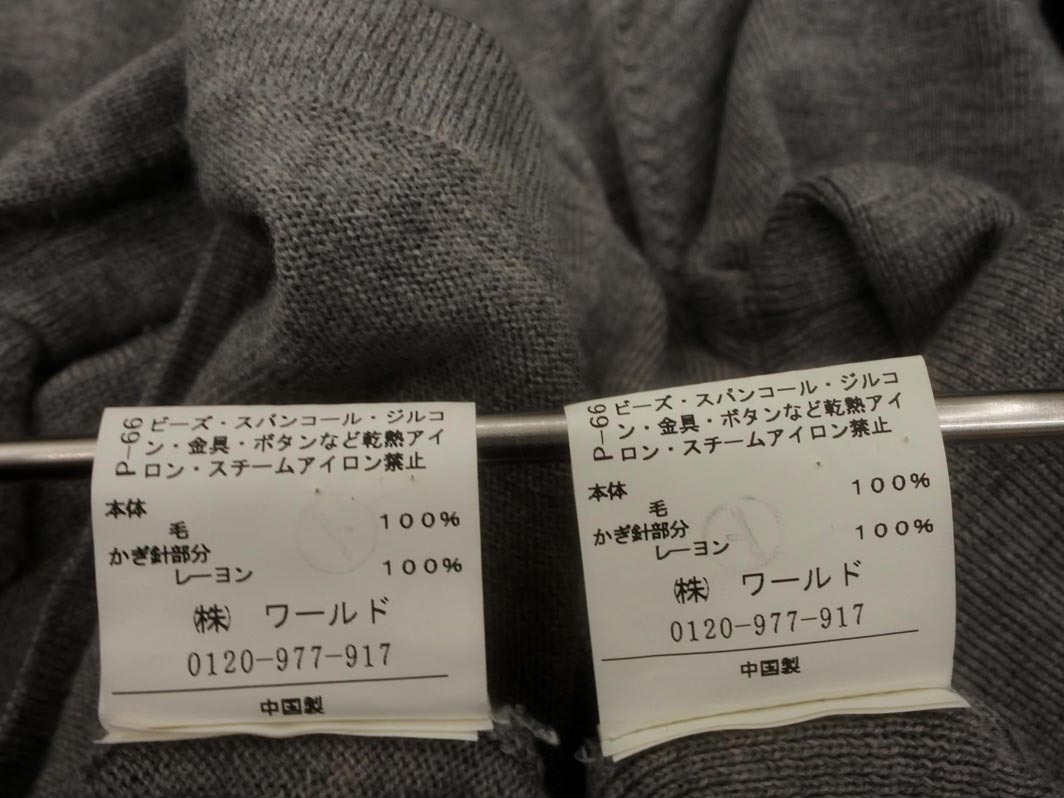 P-66
ビーズ・スパンコール・ジルコ
ン・金具・ボタンなど乾熱アイ
ロン・スチームアイロン禁止
本体
毛 100%
かぎ針部分
レーヨン 100%
㈱ ワールド
0120-977-917
中国製
P-66
ビーズ・スパンコール・ジルコ
ン・金具・ボタンなど乾熱アイ
ロン・スチームアイロン禁止
本体
毛 100%
かぎ針部分
レーヨン 100%
㈱ ワールド
0120-977-917
中国製